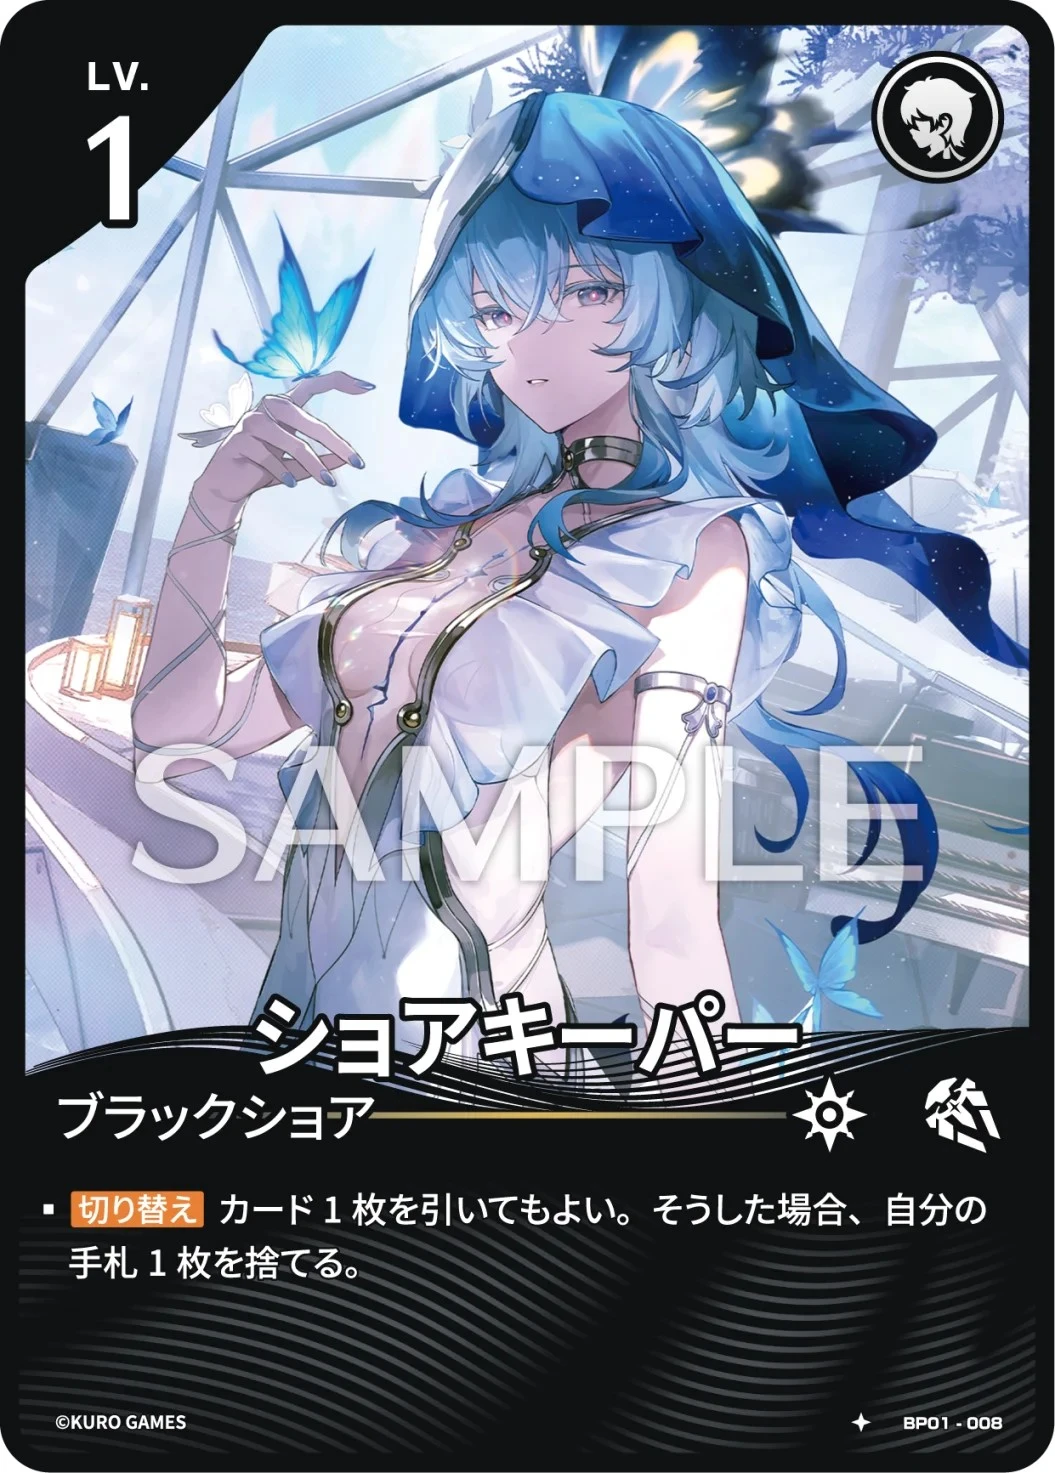 LV.
1
SAMPLE
ショアキーパー
ブラックショア
▪ 切り替え カード 1 枚を引いてもよい。そうした場合、自分の
手札 1 枚を捨てる。
©KURO GAMES
BP01 - 008